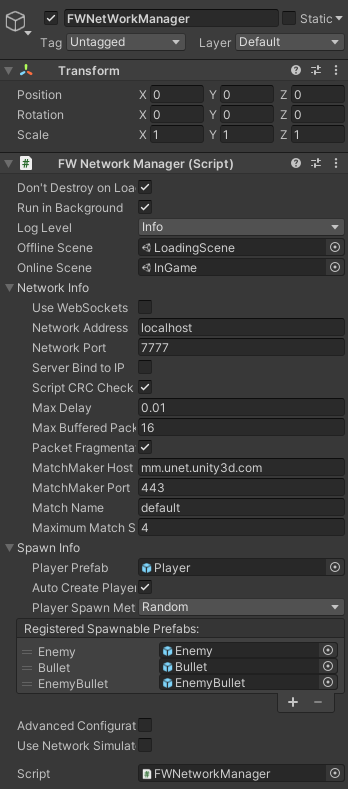 FWNetWorkManager Static
Tag Untagged Layer Default
Transform
Position X 0 Y 0 Z 0
Rotation X 0 Y 0 Z 0
Scale X 1 Y 1 Z 1
# FW Network Manager (Script)
Don't Destroy on Loa
Run in Background
Log Level Info
Offline Scene LoadingScene
Online Scene InGame
Network Info
Use WebSockets
Network Address localhost
Network Port 7777
Server Bind to IP
Script CRC Check
Max Delay 0.01
Max Buffered Pack 16
Packet Fragmenta
MatchMaker Host mm.unet.unity3d.com
MatchMaker Port 443
Match Name default
Maximum Match S 4
Spawn Info
Player Prefab Player
Auto Create Player
Player Spawn Met Random
Registered Spawnable Prefabs:
Enemy Enemy
Bullet Bullet
EnemyBullet EnemyBullet
+ −
Advanced Configurat
Use Network Simulat
Script # FWNetworkManager